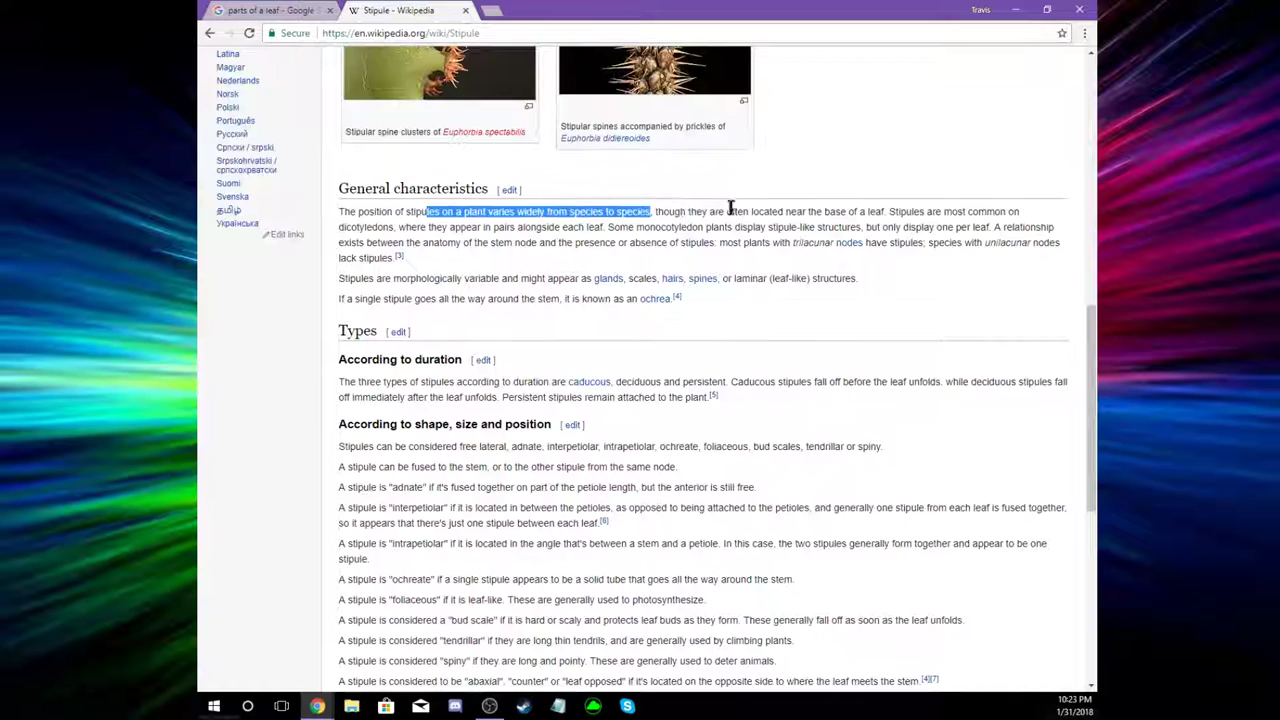 parts of a leaf - Google S
Stipule - Wikipedia
Travis
Secure
https://en.wikipedia.org/wiki/Stipule
Latina
Magyar
Nederlands
Norsk
Polski
Português
Русский
Српски / srpski
Srpskohrvatski /
српскохрватски
Suomi
Svenska
தமிழ்
Українська
Edit links
Stipular spine clusters of Euphorbia spectabilis
Stipular spines accompanied by prickles of
Euphorbia didiereoides
General characteristics [ edit ]
The position of stipules on a plant varies widely from species to species, though they are often located near the base of a leaf. Stipules are most common on
dicotyledons, where they appear in pairs alongside each leaf. Some monocotyledon plants display stipule-like structures, but only display one per leaf. A relationship
exists between the anatomy of the stem node and the presence or absence of stipules: most plants with trilacunar nodes have stipules; species with unilacunar nodes
lack stipules.[3]
Stipules are morphologically variable and might appear as glands, scales, hairs, spines, or laminar (leaf-like) structures.
If a single stipule goes all the way around the stem, it is known as an ochrea.[4]
Types [ edit ]
According to duration [ edit ]
The three types of stipules according to duration are caducous, deciduous and persistent. Caducous stipules fall off before the leaf unfolds. while deciduous stipules fall
off immediately after the leaf unfolds. Persistent stipules remain attached to the plant.[5]
According to shape, size and position [ edit ]
Stipules can be considered free lateral, adnate, interpetiolar, intrapetiolar, ochreate, foliaceous, bud scales, tendrillar or spiny.
A stipule can be fused to the stem, or to the other stipule from the same node.
A stipule is "adnate" if it's fused together on part of the petiole length, but the anterior is still free.
A stipule is "interpetiolar" if it is located in between the petioles, as opposed to being attached to the petioles, and generally one stipule from each leaf is fused together,
so it appears that there's just one stipule between each leaf.[6]
A stipule is "intrapetiolar" if it is located in the angle that's between a stem and a petiole. In this case, the two stipules generally form together and appear to be one
stipule.
A stipule is "ochreate" if a single stipule appears to be a solid tube that goes all the way around the stem.
A stipule is "foliaceous" if it is leaf-like. These are generally used to photosynthesize.
A stipule is considered a "bud scale" if it is hard or scaly and protects leaf buds as they form. These generally fall off as soon as the leaf unfolds.
A stipule is considered "tendrillar" if they are long thin tendrils, and are generally used by climbing plants.
A stipule is considered "spiny" if they are long and pointy. These are generally used to deter animals.
A stipule is considered to be "abaxial". "counter" or "leaf opposed" if it's located on the opposite side to where the leaf meets the stem.[4][7]
10:23 PM
1/31/2018